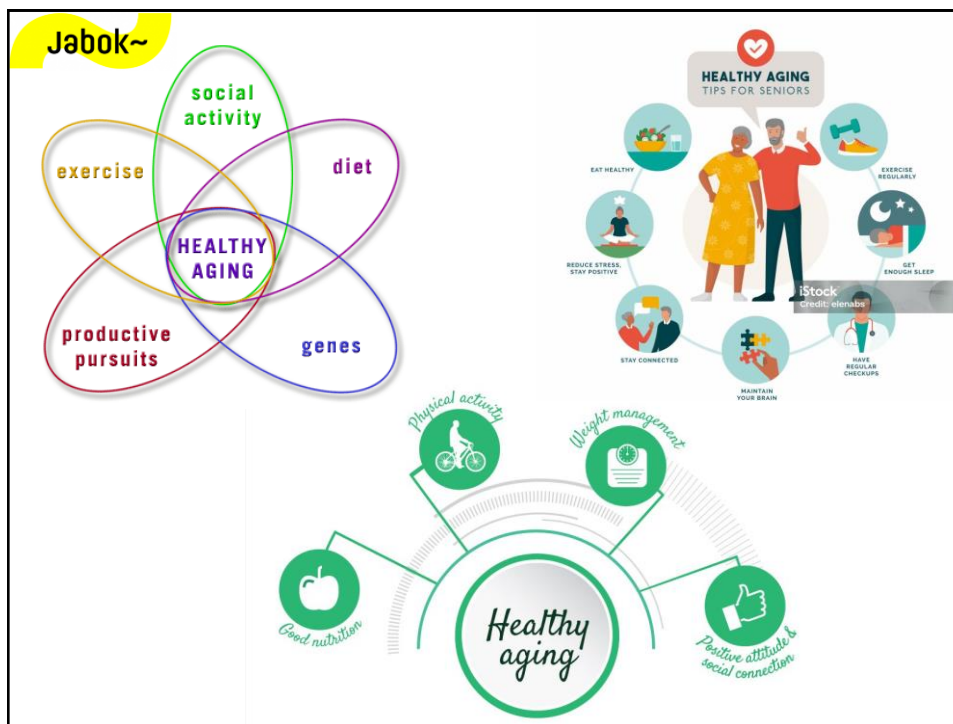 Jabok~
social
activity
exercise
diet
HEALTHY
AGING
productive
pursuits
genes
HEALTHY AGING
TIPS FOR SENIORS
EAT HEALTHY
EXERCISE
REGULARLY
REDUCE STRESS,
STAY POSITIVE
GET
ENOUGH SLEEP
iStock
Credit: elenabs
STAY CONNECTED
HAVE
REGULAR
CHECKUPS
MAINTAIN
YOUR BRAIN
Physical activity
Weight management
Good nutrition
Healthy
aging
Positive attitude &
social connection